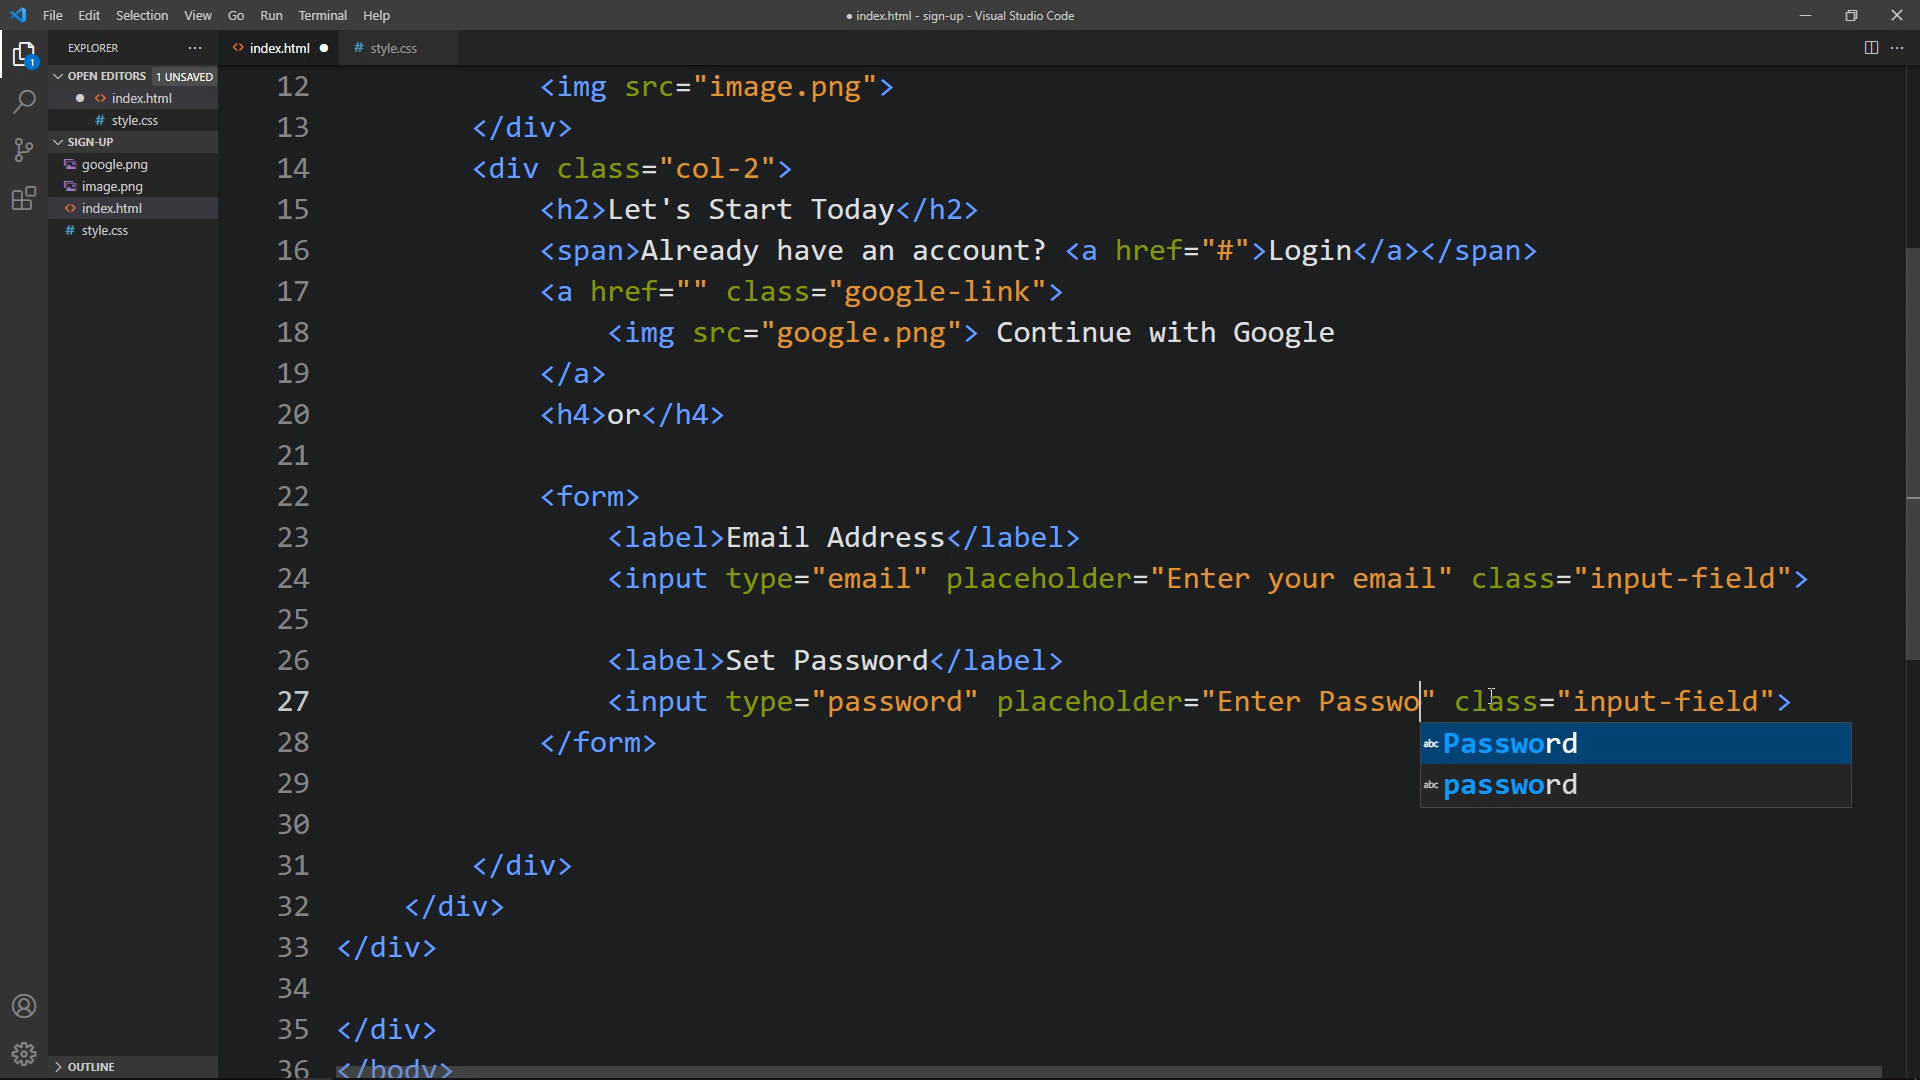 File Edit Selection View Go Run Terminal Help
● index.html - sign-up - Visual Studio Code
EXPLORER
index.html
# style.css
1
OPEN EDITORS 1 UNSAVED
index.html
# style.css
SIGN-UP
google.png
image.png
index.html
# style.css
OUTLINE
12 <img src="image.png">
13 </div>
14 <div class="col-2">
15 <h2>Let's Start Today</h2>
16 <span>Already have an account? <a href="#">Login</a></span>
17 <a href="" class="google-link">
18 <img src="google.png"> Continue with Google
19 </a>
20 <h4>or</h4>
21
22 <form>
23 <label>Email Address</label>
24 <input type="email" placeholder="Enter your email" class="input-field">
25
26 <label>Set Password</label>
27 <input type="password" placeholder="Enter Passwo" class="input-field">
28 </form>
abc Password
29
abc password
30
31 </div>
32 </div>
33 </div>
34
35 </div>
36 </body>